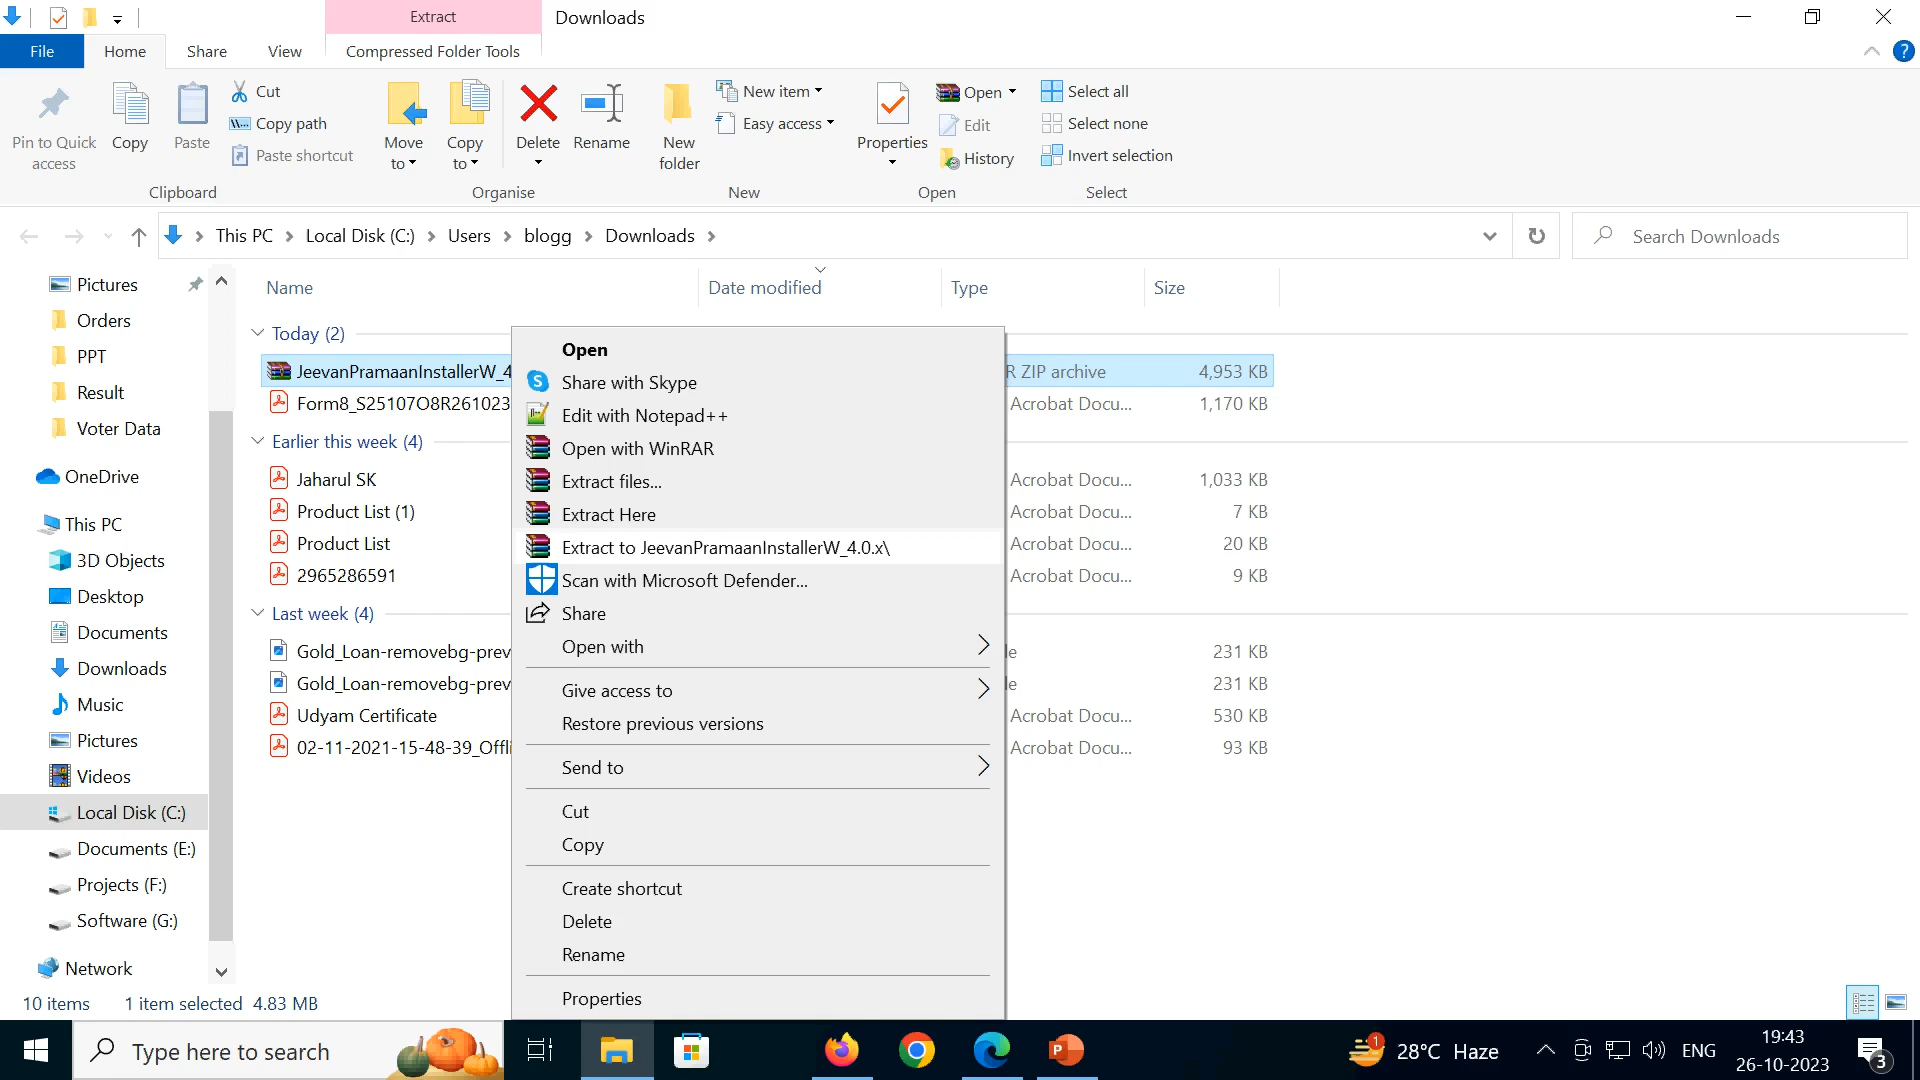 Extract
Downloads
File
Home
Share
View
Compressed Folder Tools
Pin to Quick access
Copy
Paste
Cut
Copy path
Paste shortcut
Move to
Copy to
Delete
Rename
New folder
New item
Easy access
Properties
Open
Edit
History
Select all
Select none
Invert selection
Clipboard
Organise
New
Open
Select
This PC
Local Disk (C:)
Users
blogg
Downloads
Search Downloads
Pictures
Orders
PPT
Result
Voter Data
OneDrive
This PC
3D Objects
Desktop
Documents
Downloads
Music
Pictures
Videos
Local Disk (C:)
Documents (E:)
Projects (F:)
Software (G:)
Network
Name
Date modified
Type
Size
Today (2)
JeevanPramaanInstallerW_4
R ZIP archive
4,953 KB
Form8_S25107O8R261023
Acrobat Docu...
1,170 KB
Earlier this week (4)
Jaharul SK
Acrobat Docu...
1,033 KB
Product List (1)
Acrobat Docu...
7 KB
Product List
Acrobat Docu...
20 KB
2965286591
Acrobat Docu...
9 KB
Last week (4)
Gold_Loan-removebg-prev
le
231 KB
Gold_Loan-removebg-prev
le
231 KB
Udyam Certificate
Acrobat Docu...
530 KB
02-11-2021-15-48-39_Offli
Acrobat Docu...
93 KB
Open
Share with Skype
Edit with Notepad++
Open with WinRAR
Extract files...
Extract Here
Extract to JeevanPramaanInstallerW_4.0.x\
Scan with Microsoft Defender...
Share
Open with
Give access to
Restore previous versions
Send to
Cut
Copy
Create shortcut
Delete
Rename
Properties
10 items
1 item selected 4.83 MB
Type here to search
1
28°C Haze
ENG
19:43
26-10-2023
3